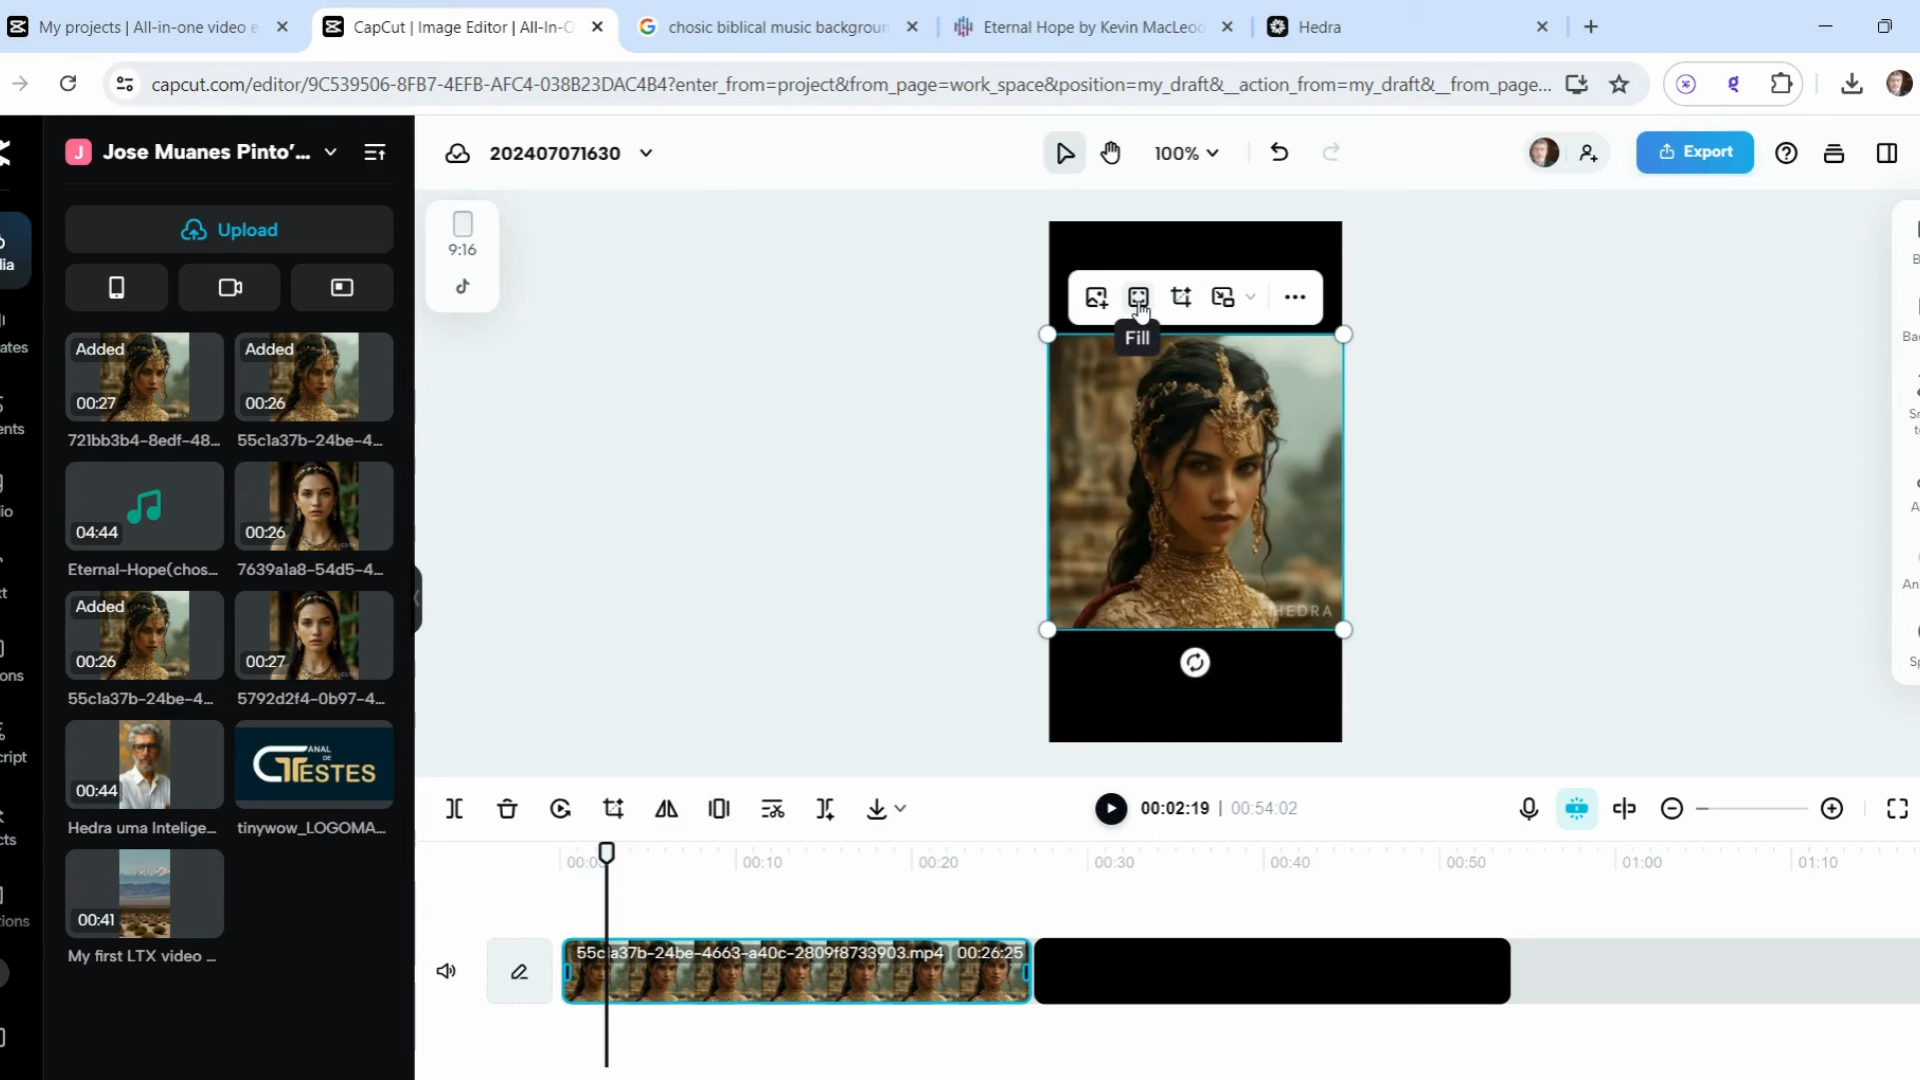 My projects | All-in-one video e
CapCut | Image Editor | All-In-O
chosic biblical music backgroun
Eternal Hope by Kevin MacLeod
Hedra
capcut.com/editor/9C539506-8FB7-4EFB-AFC4-038B23DAC4B4?enter_from=project&from_page=work_space&position=my_draft&__action_from=my_draft&__from_page...
J Jose Muanes Pinto'...
202407071630
100%
Export
Upload
9:16
Fill
Added
00:27
721bb3b4-8edf-48...
Added
00:26
55c1a37b-24be-4...
04:44
Eternal-Hope(chos...
00:26
7639a1a8-54d5-4...
Added
00:26
55c1a37b-24be-4...
00:27
5792d2f4-0b97-4...
00:44
Hedra uma Intelige...
CANAL DE TESTES
tinywow_LOGOMA...
00:41
My first LTX video ...
HEDRA
00:02:19 | 00:54:02
00:10
00:20
00:30
00:40
00:50
01:00
01:10
55c1a37b-24be-4663-a40c-2809f8733903.mp4 00:26:25